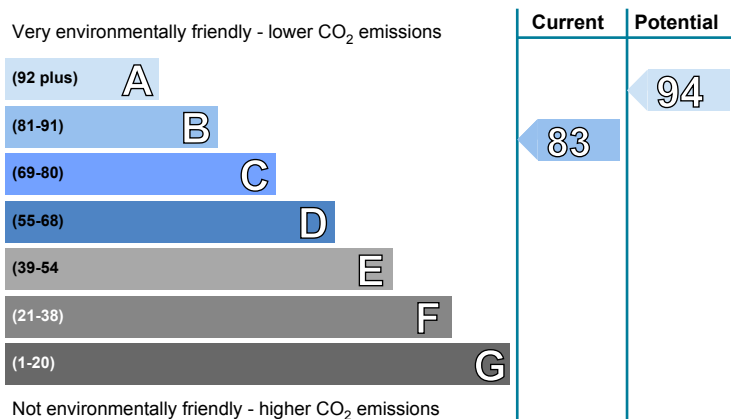 Very environmentally friendly - lower CO₂ emissions
Current
Potential
(92 plus) A
94
(81-91) B
83
(69-80) C
(55-68) D
(39-54 E
(21-38) F
(1-20) G
Not environmentally friendly - higher CO₂ emissions